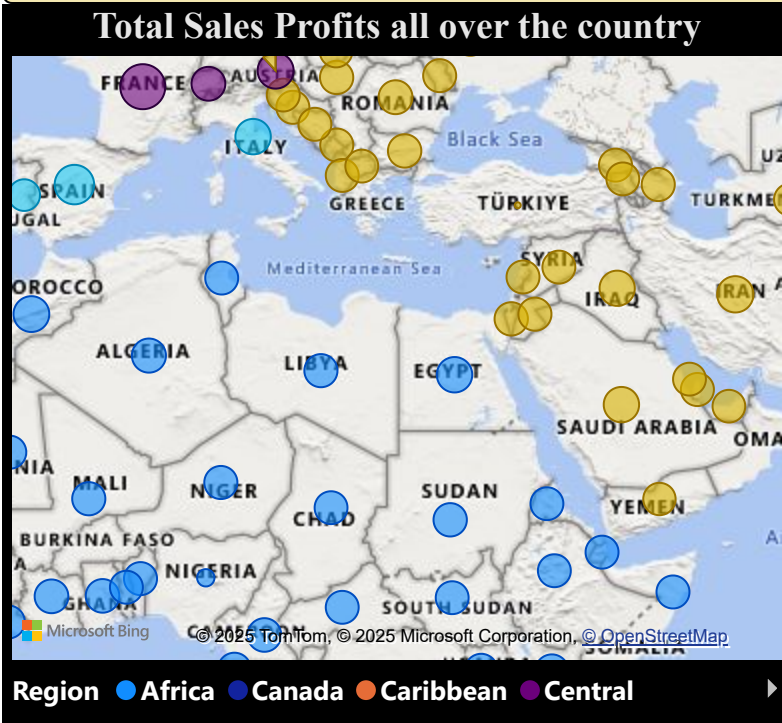 Total Sales Profits all over the country
FRANCE
AUSTRIA
ROMANIA
Black Sea
ITALY
UZ
SPAIN
UGAL
GREECE
TÜRKIYE
TURKME
Mediterranean Sea
SYRIA
OROCCO
IRAQ
IRAN
A
ALGERIA
LIBYA
EGYPT
SAUDI ARABIA
OMA
NIA
MALI
NIGER
SUDAN
YEMEN
CHAD
BURKINA FASO
A
A
NIGERIA
GHANA
SOUTH SUDAN
Microsoft Bing
CAMEROON
© 2025 TomTom, © 2025 Microsoft Corporation, © OpenStreetMap
SOMALIA
Region Africa Canada Caribbean Central